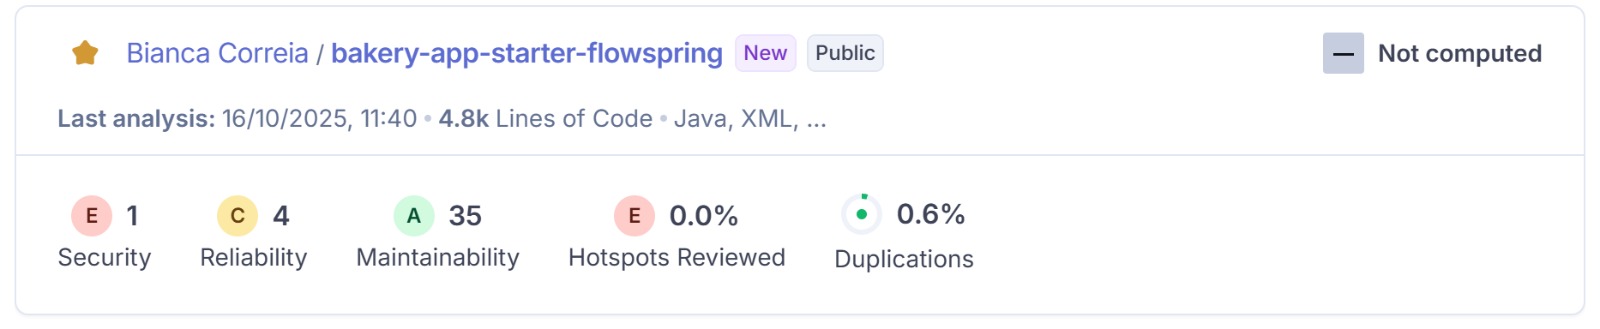 Bianca Correia / bakery-app-starter-flowspring New Public Not computed
Last analysis: 16/10/2025, 11:40 • 4.8k Lines of Code • Java, XML, ...
E 1 C 4 A 35 E 0.0% 0.6%
Security Reliability Maintainability Hotspots Reviewed Duplications